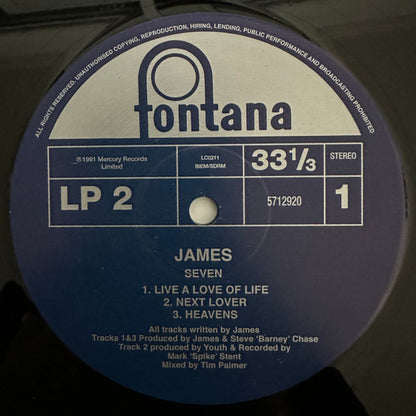 ALL RIGHTS RESERVED, UNAUTHORISED COPYING, REPRODUCTION, HIRING, LENDING, PUBLIC PERFORMANCE AND BROADCASTING PROHIBITED
fontana
℗1991 Mercury Records
Limited
LC0211
BIEM/SDRM
33 1/3
STEREO
LP 2
5712920
1
JAMES
SEVEN
1. LIVE A LOVE OF LIFE
2. NEXT LOVER
3. HEAVENS
All tracks written by James
Tracks 1&3 Produced by James & Steve 'Barney' Chase
Track 2 produced by Youth & Recorded by
Mark 'Spike' Stent
Mixed by Tim Palmer